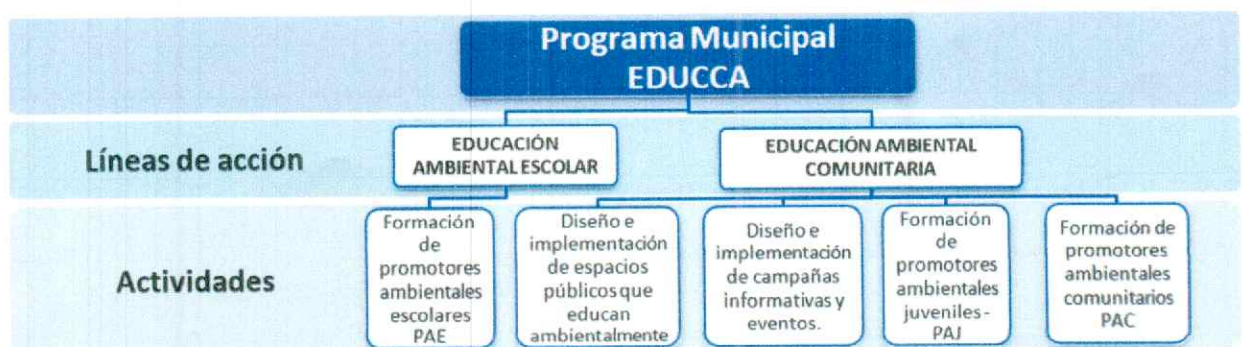 Programa Municipal
EDUCCA
Líneas de acción
EDUCACIÓN
AMBIENTAL ESCOLAR
EDUCACIÓN AMBIENTAL
COMUNITARIA
Actividades
Formación
de
promotores
ambientales
escolares
PAE
Diseño e
implementación
de espacios
públicos que
educan
ambientalmente
Diseño e
implementación
de campañas
informativas y
eventos.
Formación
de
promotores
ambientales
juveniles -
PAJ
Formación de
promotores
ambientales
comunitarios
PAC